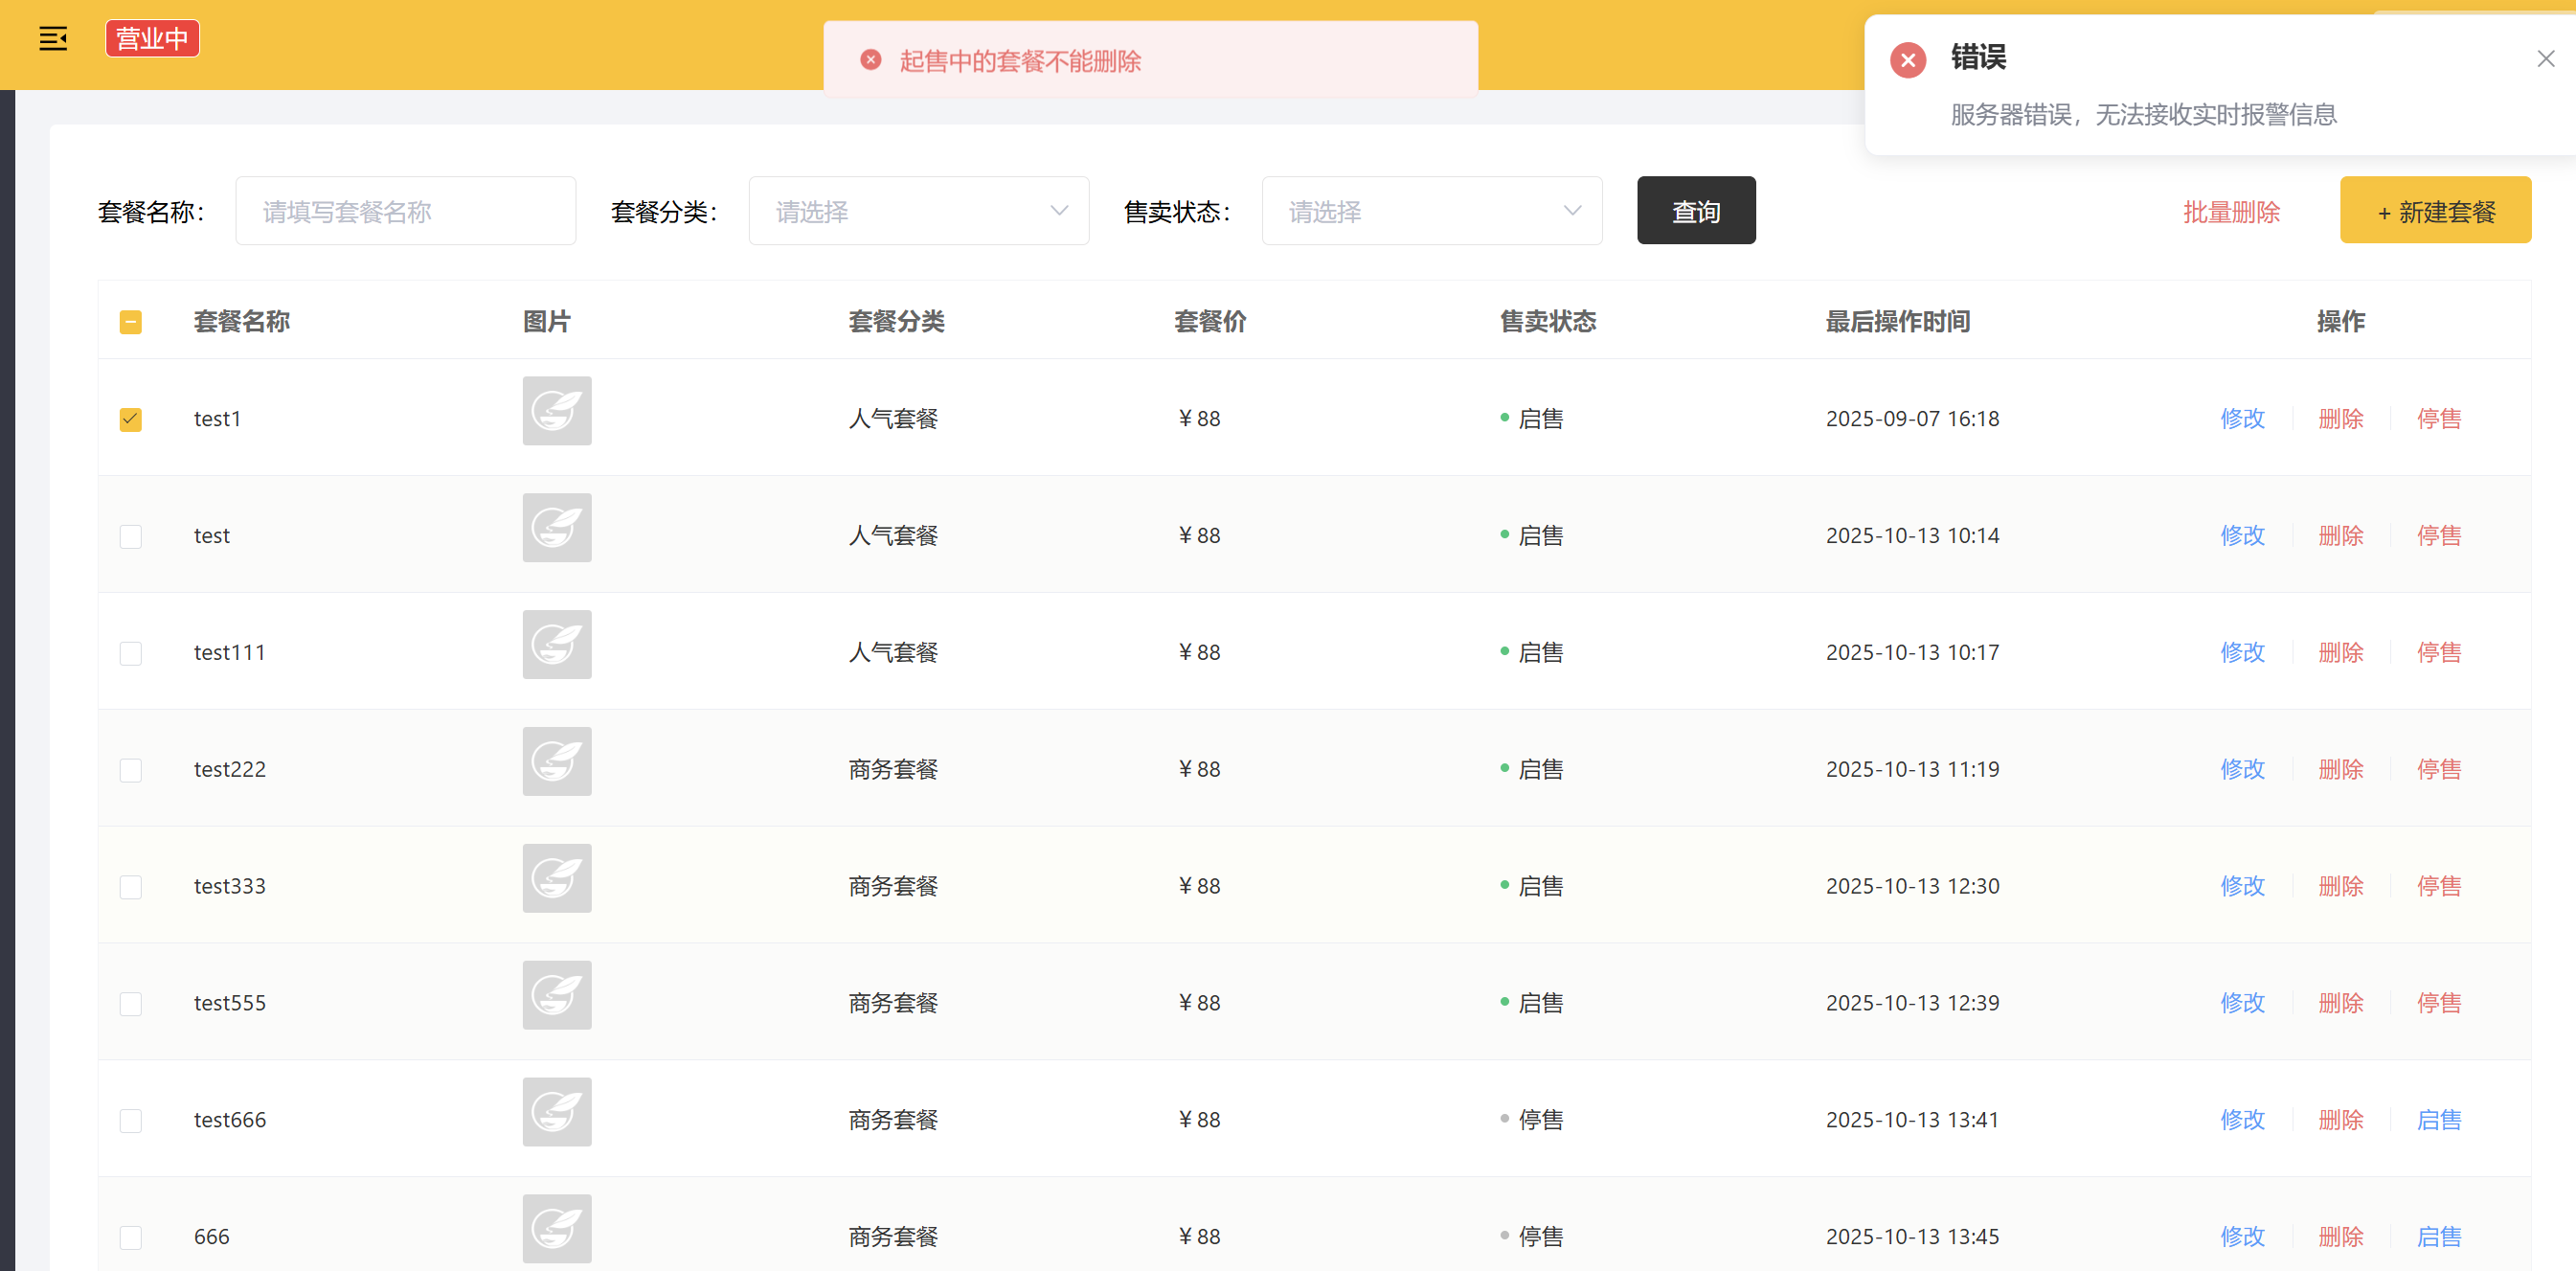 营业中
起售中的套餐不能删除
错误
服务器错误，无法接收实时报警信息
套餐名称： 请填写套餐名称 套餐分类： 请选择 售卖状态： 请选择 查询 批量删除 + 新建套餐
套餐名称 图片 套餐分类 套餐价 售卖状态 最后操作时间 操作
test1 人气套餐 ￥88 启售 2025-09-07 16:18 修改 删除 停售
test 人气套餐 ￥88 启售 2025-10-13 10:14 修改 删除 停售
test111 人气套餐 ￥88 启售 2025-10-13 10:17 修改 删除 停售
test222 商务套餐 ￥88 启售 2025-10-13 11:19 修改 删除 停售
test333 商务套餐 ￥88 启售 2025-10-13 12:30 修改 删除 停售
test555 商务套餐 ￥88 启售 2025-10-13 12:39 修改 删除 停售
test666 商务套餐 ￥88 停售 2025-10-13 13:41 修改 删除 启售
666 商务套餐 ￥88 停售 2025-10-13 13:45 修改 删除 启售